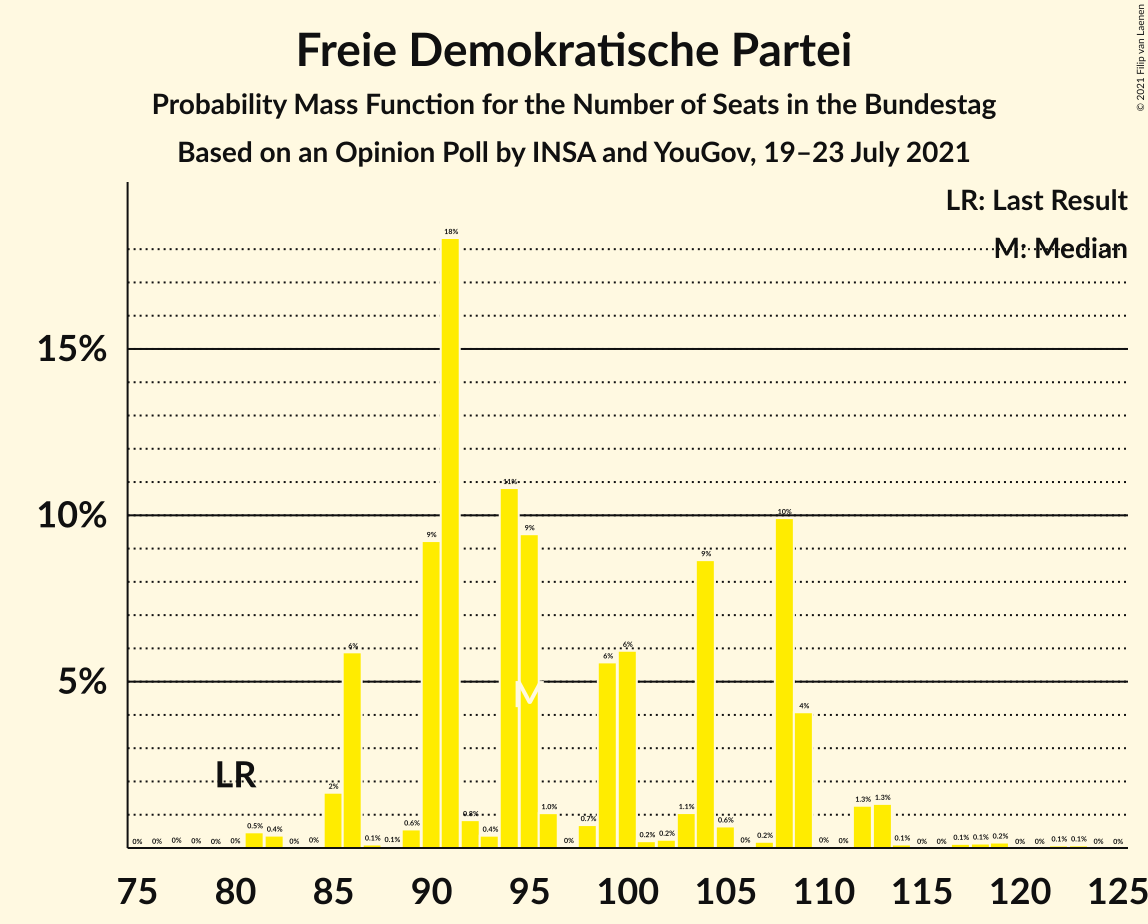 Freie Demokratische Partei
Probability Mass Function for the Number of Seats in the Bundestag
Based on an Opinion Poll by INSA and YouGov, 19–23 July 2021
© 2021 Filip van Laenen
LR: Last Result
M: Median
15%
10%
5%
LR
M
0% 0% 0% 0% 0% 0% 0.5% 0.4% 0% 0% 2% 6% 0.1% 0.1% 0.6% 9% 18% 0.8% 0.4% 11% 9% 1.0% 0% 0.7% 6% 6% 0.2% 0.2% 1.1% 9% 0.6% 0% 0.2% 10% 4% 0% 0% 1.3% 1.3% 0.1% 0% 0% 0.1% 0.1% 0.2% 0% 0% 0.1% 0.1% 0% 0%
75 80 85 90 95 100 105 110 115 120 125